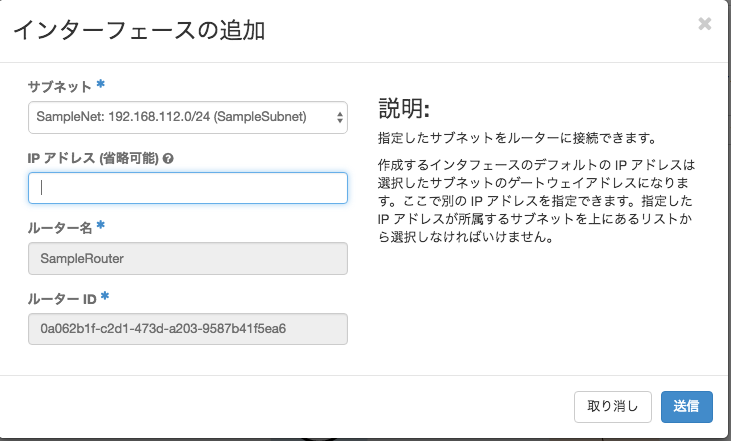 インターフェースの追加
×
サブネット *
SampleNet: 192.168.112.0/24 (SampleSubnet)
IP アドレス (省略可能) ?
ルーター名 *
SampleRouter
ルーター ID *
0a062b1f-c2d1-473d-a203-9587b41f5ea6
説明:
指定したサブネットをルーターに接続できます。
作成するインタフェースのデフォルトの IP アドレスは
選択したサブネットのゲートウェイアドレスになりま
す。ここで別の IP アドレスを指定できます。指定した
IP アドレスが所属するサブネットを上にあるリストか
ら選択しなければいけません。
取り消し
送信